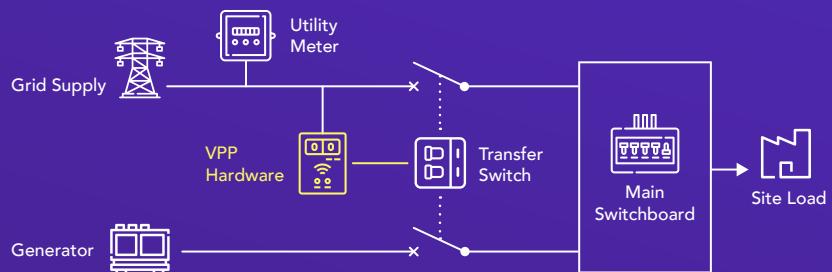 Utility
Meter
Grid Supply
VPP
Hardware
Transfer
Switch
Main
Switchboard
Site Load
Generator